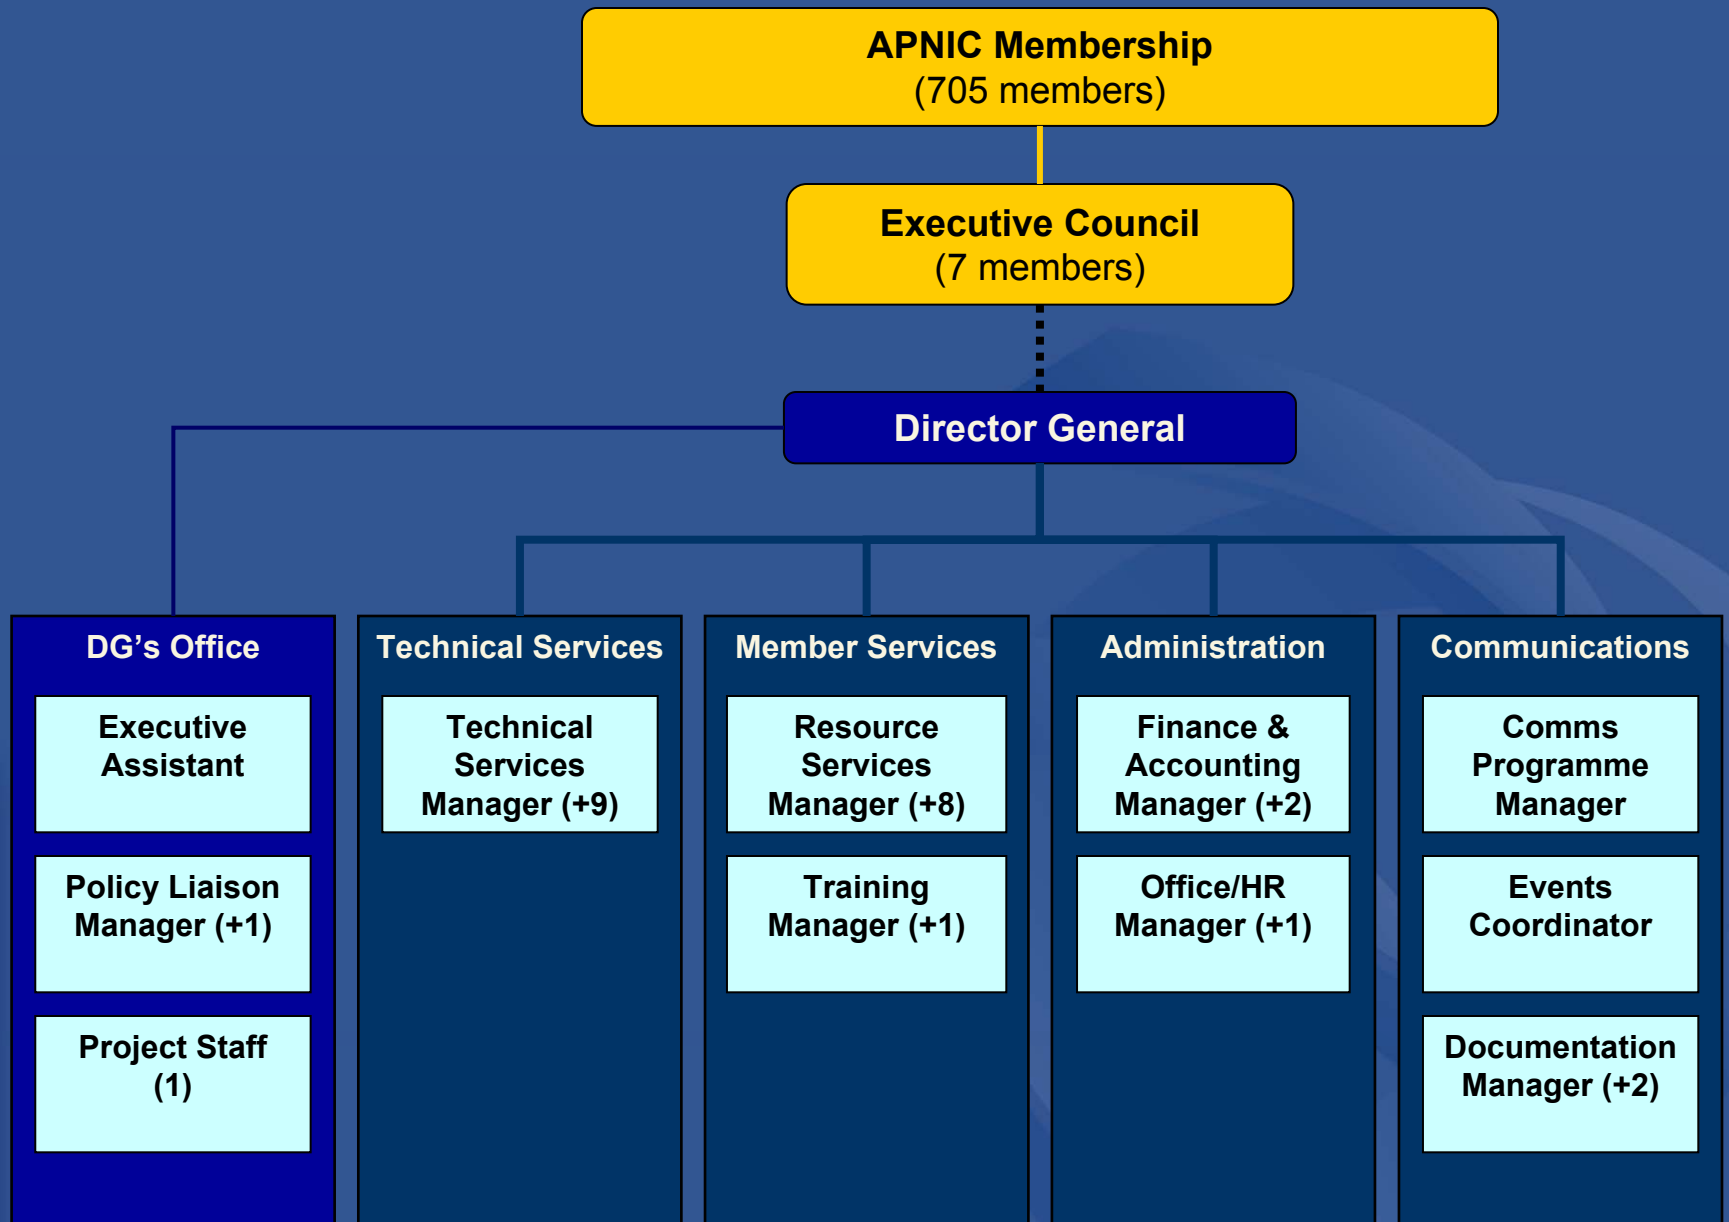 APNIC Membership
(705 members)
Executive Council
(7 members)
Director General
DG’s Office
Executive
Assistant
Policy Liaison
Manager (+1)
Project Staff
(1)
Technical Services
Technical
Services
Manager (+9)
Member Services
Resource
Services
Manager (+8)
Training
Manager (+1)
Administration
Finance &
Accounting
Manager (+2)
Office/HR
Manager (+1)
Communications
Comms
Programme
Manager
Events
Coordinator
Documentation
Manager (+2)